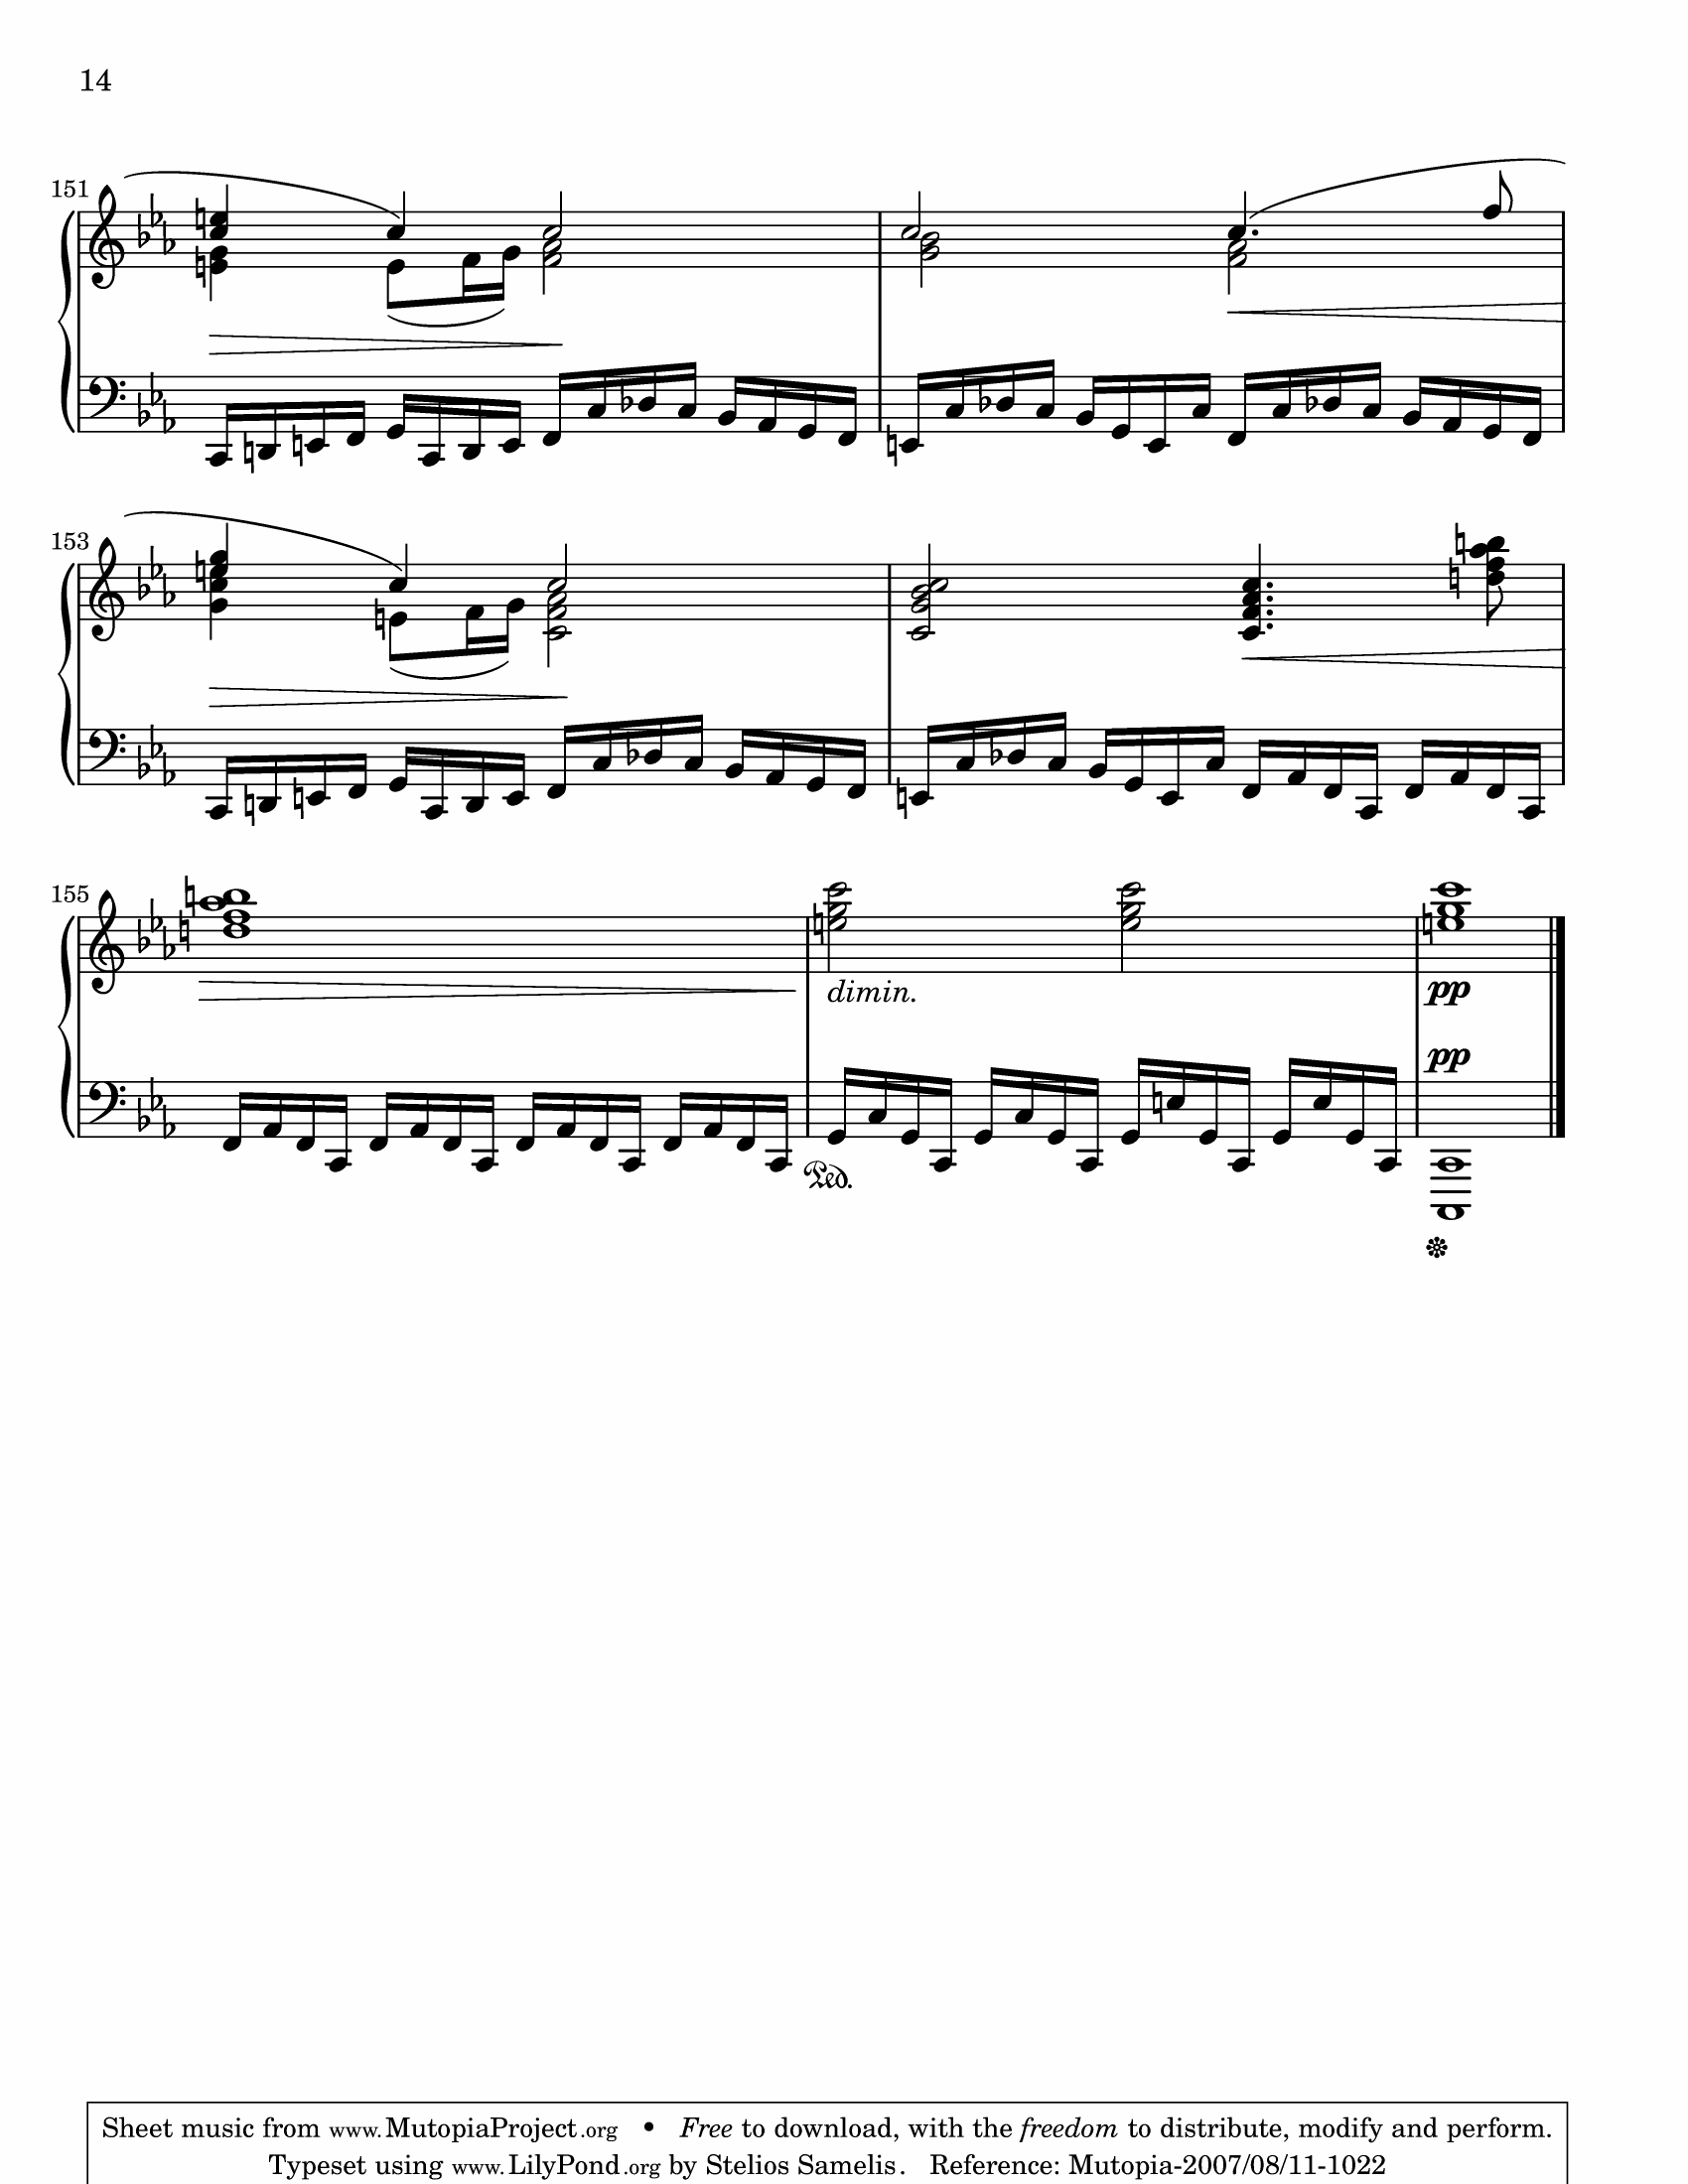 14
151
153
155
dimin.
pp
pp
Ped.
Sheet music from www.MutopiaProject.org • Free to download, with the freedom to distribute, modify and perform.
Typeset using www.LilyPond.org by Stelios Samelis. Reference: Mutopia-2007/08/11-1022